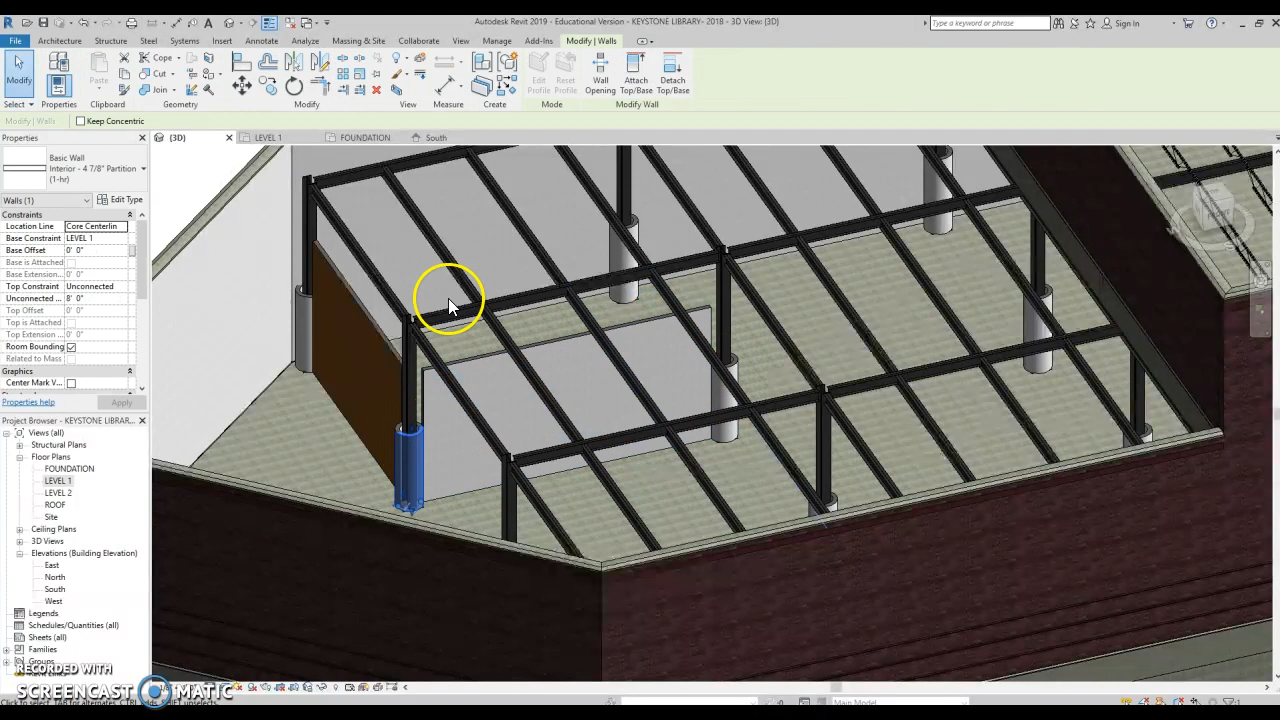 Autodesk Revit 2019 - Educational Version - KEYSTONE LIBRARY- 2018 - 3D View: {3D}
Type a keyword or phrase
Sign In
File Architecture Structure Steel Systems Insert Annotate Analyze Massing & Site Collaborate View Manage Add-Ins Modify | Walls
Modify Paste Cope Cut Join Edit Profile Reset Profile Wall Opening Attach Top/Base Detach Top/Base
Select Properties Clipboard Geometry Modify View Measure Create Mode Modify Wall
Modify | Walls Keep Concentric
Properties
{3D} LEVEL 1 FOUNDATION South
Basic Wall
Interior - 4 7/8" Partition
(1-hr)
Walls (1) Edit Type
Constraints
Location Line Core Centerlin
Base Constraint LEVEL 1
Base Offset 0' 0"
Base is Attached
Base Extension...
Top Constraint Unconnected
Unconnected ... 8' 0"
Top Offset 0' 0"
Top is Attached
Top Extension ... 0' 0"
Room Bounding
Related to Mass
Graphics
Center Mark V...
Properties help Apply
Project Browser - KEYSTONE LIBRAR...
Views (all)
Structural Plans
Floor Plans
FOUNDATION
LEVEL 1
LEVEL 2
ROOF
Site
Ceiling Plans
3D Views
Elevations (Building Elevation)
East
North
South
West
Legends
Schedules/Quantities (all)
Sheets (all)
Families
Groups
RECORDED WITH
SCREENCAST MATIC
Main Model